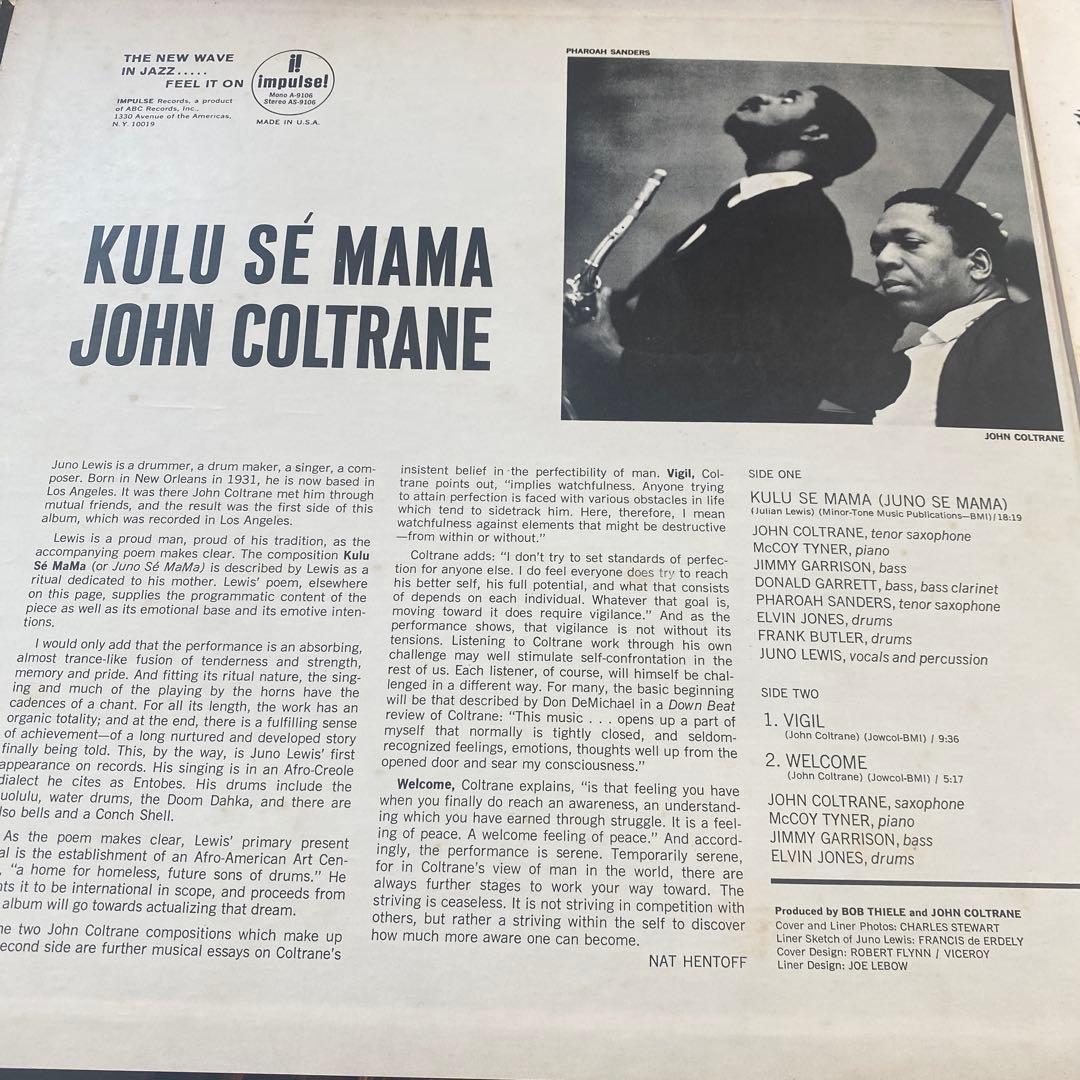 THE NEW WAVE
IN JAZZ.....
FEEL IT ON
i!
impulse!
Mono A-9106
Stereo AS-9106
IMPULSE Records, a product
of ABC Records, Inc.,
1330 Avenue of the Americas,
N.Y. 10019
MADE IN U.S.A.
PHAROAH SANDERS
KULU SÉ MAMA
JOHN COLTRANE
JOHN COLTRANE
Juno Lewis is a drummer, a drum maker, a singer, a com-
poser. Born in New Orleans in 1931, he is now based in
Los Angeles. It was there John Coltrane met him through
mutual friends, and the result was the first side of this
album, which was recorded in Los Angeles.
Lewis is a proud man, proud of his tradition, as the
accompanying poem makes clear. The composition Kulu
Sé MaMa (or Juno Sé MaMa) is described by Lewis as a
ritual dedicated to his mother. Lewis' poem, elsewhere
on this page, supplies the programmatic content of the
piece as well as its emotional base and its emotive inten-
tions.
I would only add that the performance is an absorbing,
almost trance-like fusion of tenderness and strength,
memory and pride. And fitting its ritual nature, the sing-
ing and much of the playing by the horns have the
cadences of a chant. For all its length, the work has an
organic totality; and at the end, there is a fulfilling sense
of achievement—of a long nurtured and developed story
finally being told. This, by the way, is Juno Lewis' first
appearance on records. His singing is in an Afro-Creole
dialect he cites as Entobes. His drums include the
uolulu, water drums, the Doom Dahka, and there are
lso bells and a Conch Shell.
As the poem makes clear, Lewis' primary present
al is the establishment of an Afro-American Art Cen-
, "a home for homeless, future sons of drums." He
nts it to be international in scope, and proceeds from
album will go towards actualizing that dream.
he two John Coltrane compositions which make up
econd side are further musical essays on Coltrane's
insistent belief in the perfectibility of man. Vigil, Col-
trane points out, "implies watchfulness. Anyone trying
to attain perfection is faced with various obstacles in life
which tend to sidetrack him. Here, therefore, I mean
watchfulness against elements that might be destructive
—from within or without."
Coltrane adds: "I don't try to set standards of perfec-
tion for anyone else. I do feel everyone does try to reach
his better self, his full potential, and what that consists
of depends on each individual. Whatever that goal is,
moving toward it does require vigilance." And as the
performance shows, that vigilance is not without its
tensions. Listening to Coltrane work through his own
challenge may well stimulate self-confrontation in the
rest of us. Each listener, of course, will himself be chal-
lenged in a different way. For many, the basic beginning
will be that described by Don DeMichael in a Down Beat
review of Coltrane: "This music . . . opens up a part of
myself that normally is tightly closed, and seldom-
recognized feelings, emotions, thoughts well up from the
opened door and sear my consciousness."
Welcome, Coltrane explains, "is that feeling you have
when you finally do reach an awareness, an understand-
ing which you have earned through struggle. It is a feel-
ing of peace. A welcome feeling of peace." And accord-
ingly, the performance is serene. Temporarily serene,
for in Coltrane's view of man in the world, there are
always further stages to work your way toward. The
striving is ceaseless. It is not striving in competition with
others, but rather a striving within the self to discover
how much more aware one can become.
NAT HENTOFF
SIDE ONE
KULU SE MAMA (JUNO SE MAMA)
(Julian Lewis) (Minor-Tone Music Publications—BMI)/18:19
JOHN COLTRANE, tenor saxophone
McCOY TYNER, piano
JIMMY GARRISON, bass
DONALD GARRETT, bass, bass clarinet
PHAROAH SANDERS, tenor saxophone
ELVIN JONES, drums
FRANK BUTLER, drums
JUNO LEWIS, vocals and percussion
SIDE TWO
1. VIGIL
(John Coltrane) (Jowcol-BMI) / 9:36
2. WELCOME
(John Coltrane) (Jowcol-BMI) / 5:17
JOHN COLTRANE, saxophone
McCOY TYNER, piano
JIMMY GARRISON, bass
ELVIN JONES, drums
Produced by BOB THIELE and JOHN COLTRANE
Cover and Liner Photos: CHARLES STEWART
Liner Sketch of Juno Lewis: FRANCIS de ERDELY
Cover Design: ROBERT FLYNN / VICEROY
Liner Design: JOE LEBOW